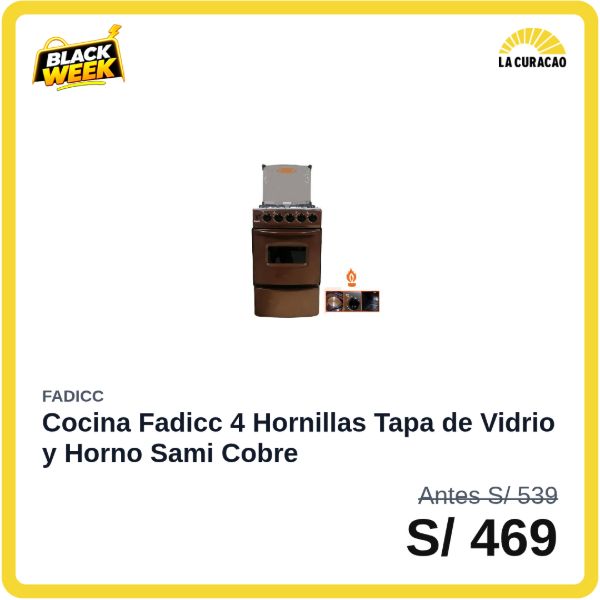 BLACK
WEEK
LA CURACAO
FADICC
Cocina Fadicc 4 Hornillas Tapa de Vidrio
y Horno Sami Cobre
Antes S/ 539
S/ 469